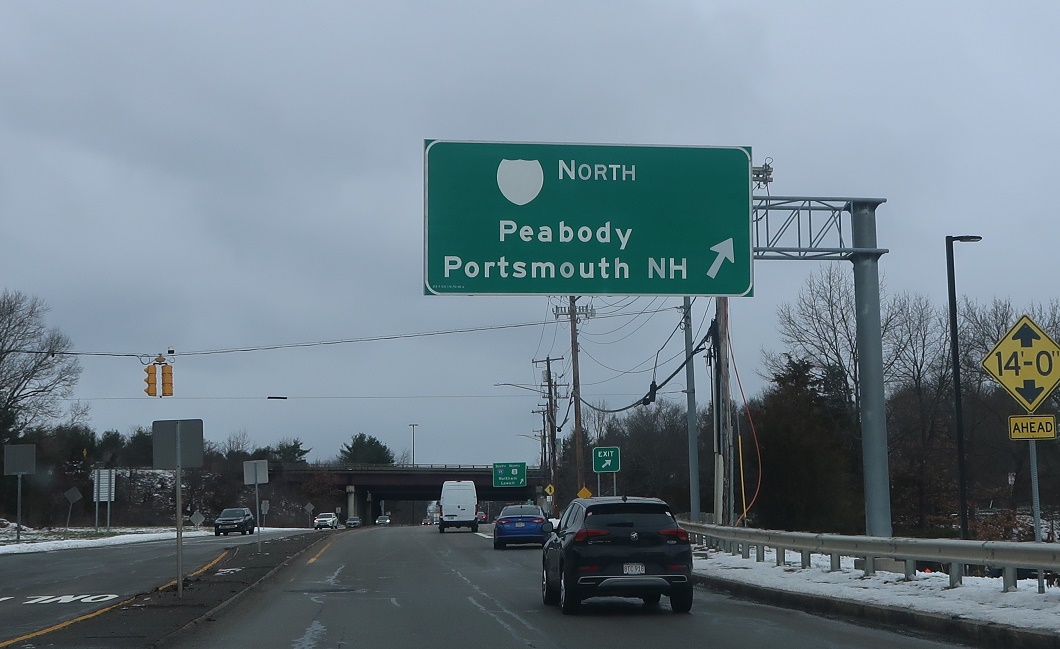 NORTH
Peabody
Portsmouth NH
14'-0"
AHEAD
EXIT
ONLY